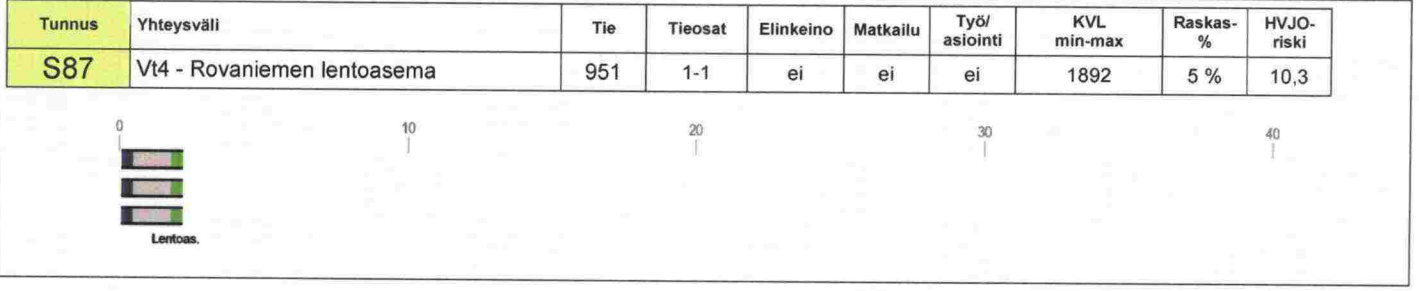 Tunnus Yhteysväli Tie Tieosat Elinkeino Matkailu Työ/ asiointi KVL min-max Raskas- % HVJO- riski
S87 Vt4 - Rovaniemen lentoasema 951 1-1 ei ei ei 1892 5 % 10,3
0 10 20 30 40
Lentoas.